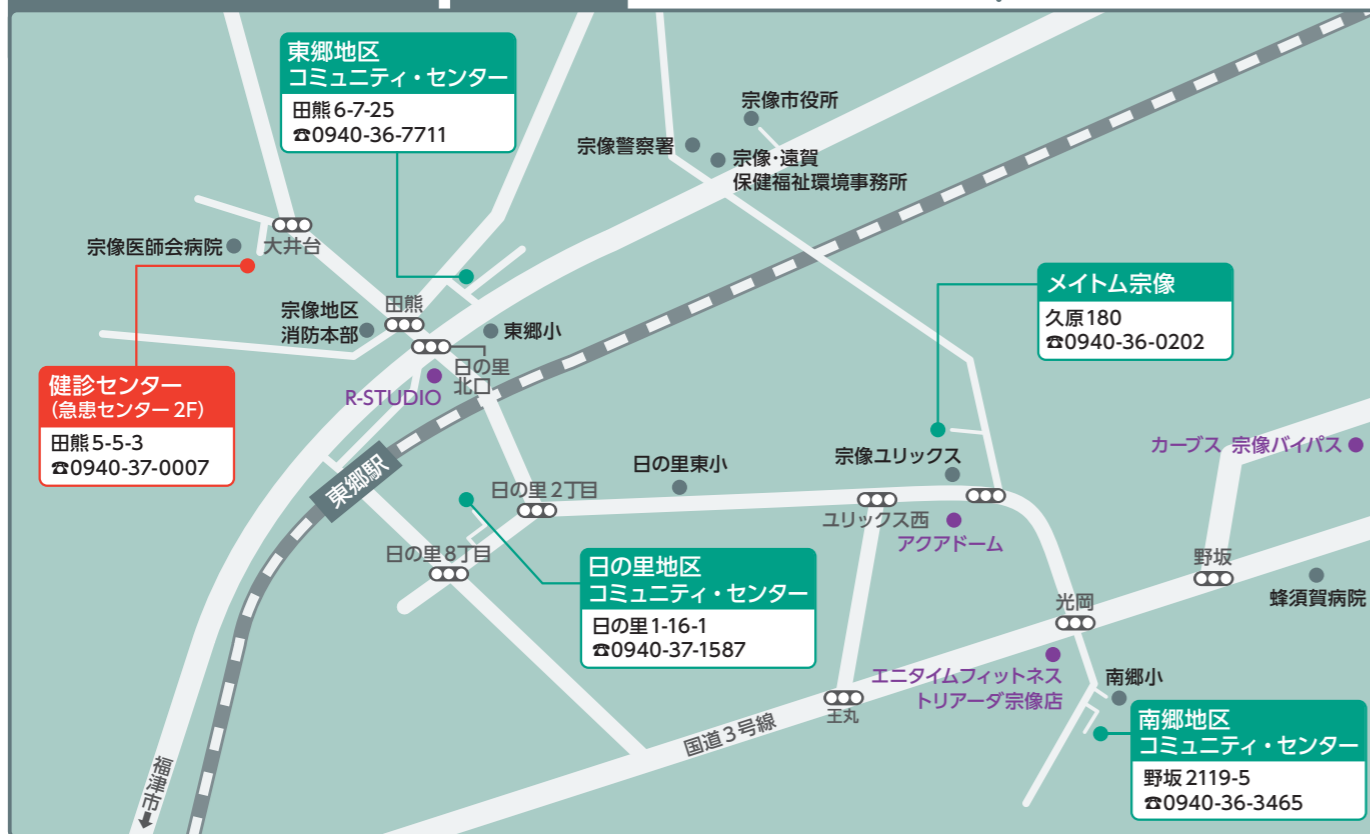 東郷地区
コミュニティ・センター
田熊6-7-25
☎0940-36-7711
宗像市役所
宗像警察署
宗像・遠賀
保健福祉環境事務所
宗像医師会病院
大井台
宗像地区
消防本部
田熊
東郷小
日の里
北口
R-STUDIO
健診センター
(急患センター2F)
田熊5-5-3
☎0940-37-0007
メイトム宗像
久原180
☎0940-36-0202
東郷駅
日の里2丁目
日の里東小
宗像ユリックス
カーブス 宗像バイパス
ユリックス西
アクアドーム
日の里8丁目
日の里地区
コミュニティ・センター
日の里1-16-1
☎0940-37-1587
野坂
蜂須賀病院
光岡
エニタイムフィットネス
トリアーダ宗像店
南郷小
王丸
国道3号線
南郷地区
コミュニティ・センター
野坂2119-5
☎0940-36-3465
福津市